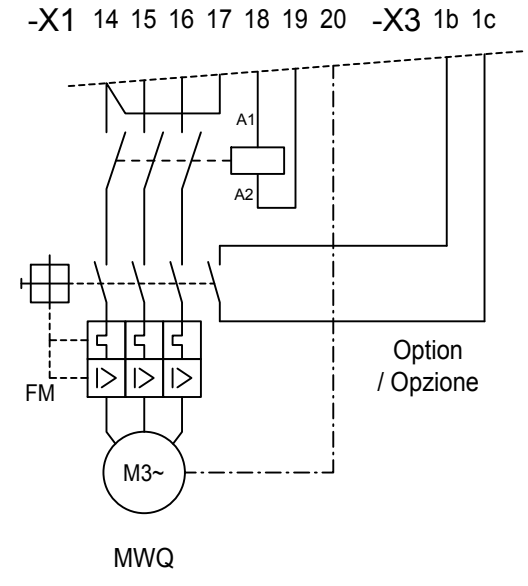 -X1 14 15 16 17 18 19 20 -X3 1b 1c
A1
A2
Option
/ Opzione
FM
M3~
MWQ